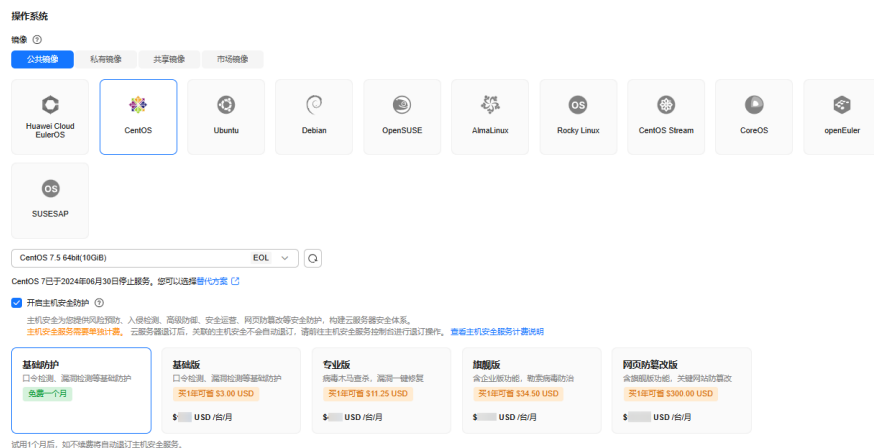 操作系统
镜像
公共镜像 私有镜像 共享镜像 市场镜像
Huawei Cloud EulerOS
CentOS
Ubuntu
Debian
OpenSUSE
AlmaLinux
Rocky Linux
CentOS Stream
CoreOS
openEuler
SUSESAP
CentOS 7.5 64bit(10GiB) EOL
CentOS 7已于2024年06月30日停止服务。您可以选择替代方案
开启主机安全防护
主机安全为您提供风险预防、入侵检测、高级防御、安全运营、网页防篡改等安全防护，构建云服务器安全体系。
主机安全服务需要单独计费。 云服务器退订后，关联的主机安全不会自动退订，请前往主机安全服务控制台进行退订操作。 查看主机安全服务计费说明
基础防护
口令检测、漏洞检测等基础防护
免费一个月
基础版
口令检测、漏洞检测等基础防护
买1年可省 $3.00 USD
$ USD /台/月
专业版
病毒木马查杀，漏洞一键修复
买1年可省 $11.25 USD
$ USD /台/月
旗舰版
含企业版功能，勒索病毒防治
买1年可省 $34.50 USD
$ USD /台/月
网页防篡改版
含旗舰版功能，关键网站防篡改
买1年可省 $300.00 USD
$ USD /台/月
试用1个月后，如不续费将自动退订主机安全服务。